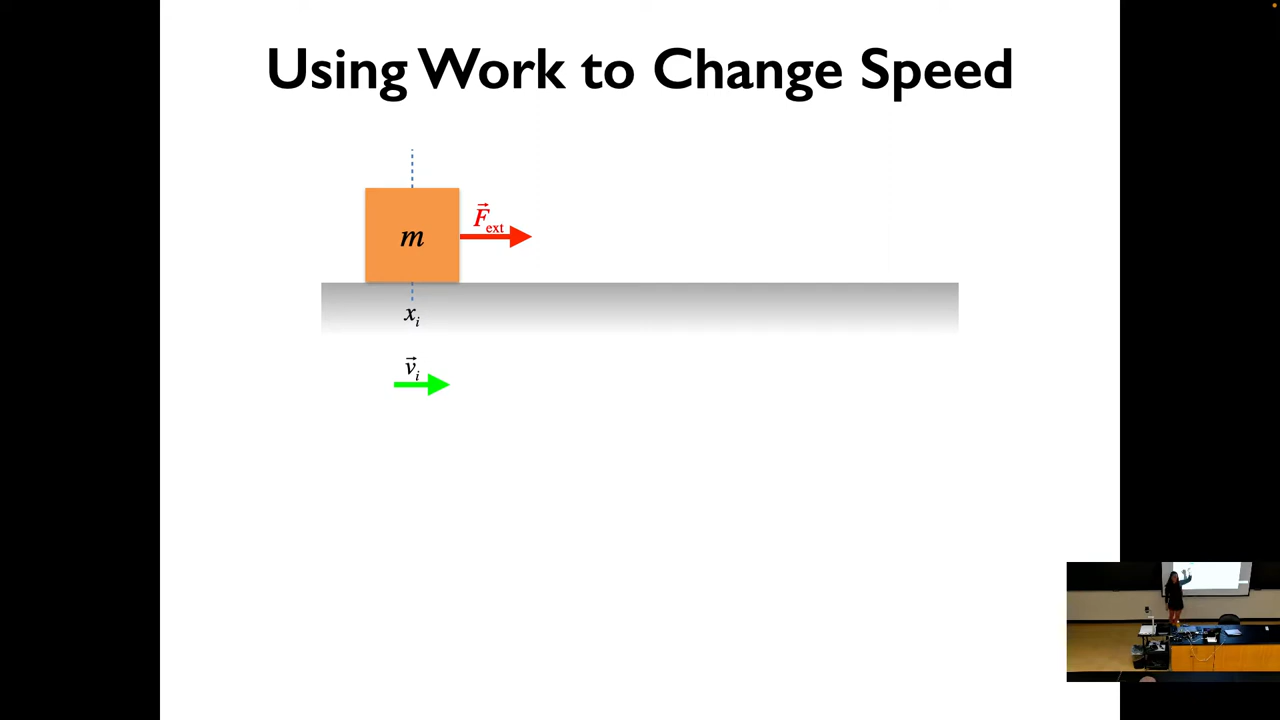 Using Work to Change Speed
m
F⃗ext
xᵢ
v⃗ᵢ